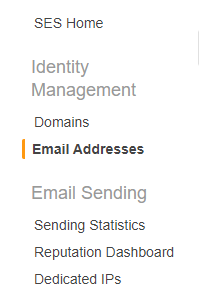 SES Home
Identity
Management
Domains
Email Addresses
Email Sending
Sending Statistics
Reputation Dashboard
Dedicated IPs